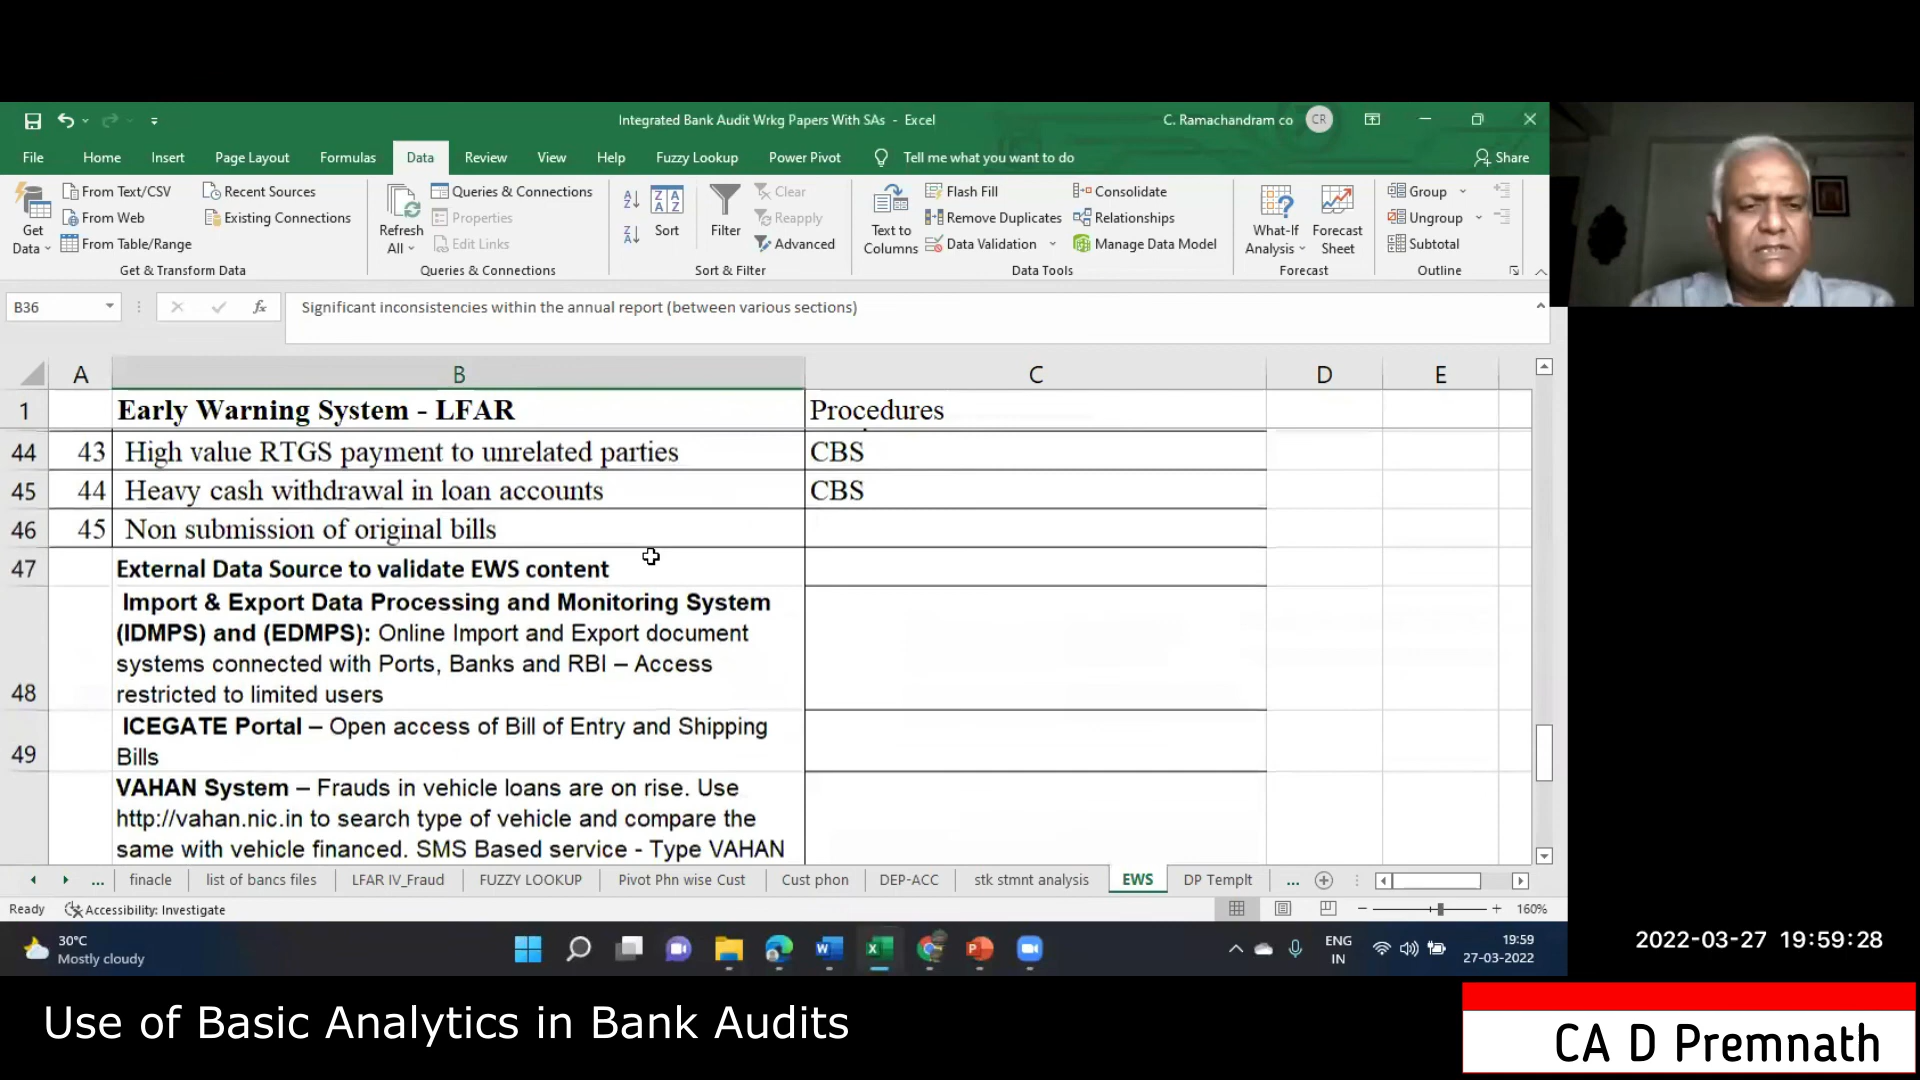 Integrated Bank Audit Wrkg Papers With SAs - Excel
C. Ramachandram co
CR
File Home Insert Page Layout Formulas Data Review View Help Fuzzy Lookup Power Pivot Tell me what you want to do Share
Get Data
From Text/CSV
From Web
From Table/Range
Recent Sources
Existing Connections
Get & Transform Data
Refresh All
Queries & Connections
Properties
Edit Links
Queries & Connections
Sort
Filter
Clear
Reapply
Advanced
Sort & Filter
Text to Columns
Flash Fill
Remove Duplicates
Data Validation
Consolidate
Relationships
Manage Data Model
Data Tools
What-If Analysis
Forecast Sheet
Forecast
Group
Ungroup
Subtotal
Outline
B36
fx
Significant inconsistencies within the annual report (between various sections)
A B C D E
1 Early Warning System - LFAR Procedures
44 43 High value RTGS payment to unrelated parties CBS
45 44 Heavy cash withdrawal in loan accounts CBS
46 45 Non submission of original bills
47 External Data Source to validate EWS content
Import & Export Data Processing and Monitoring System
(IDMPS) and (EDMPS): Online Import and Export document
systems connected with Ports, Banks and RBI – Access
48 restricted to limited users
ICEGATE Portal – Open access of Bill of Entry and Shipping
49 Bills
VAHAN System – Frauds in vehicle loans are on rise. Use
http://vahan.nic.in to search type of vehicle and compare the
same with vehicle financed. SMS Based service - Type VAHAN
... finacle list of bancs files LFAR IV_Fraud FUZZY LOOKUP Pivot Phn wise Cust Cust phon DEP-ACC stk stmnt analysis EWS DP Templt ...
Ready Accessibility: Investigate 160%
30°C
Mostly cloudy
ENG
IN
19:59
27-03-2022
2022-03-27 19:59:28
Use of Basic Analytics in Bank Audits
CA D Premnath